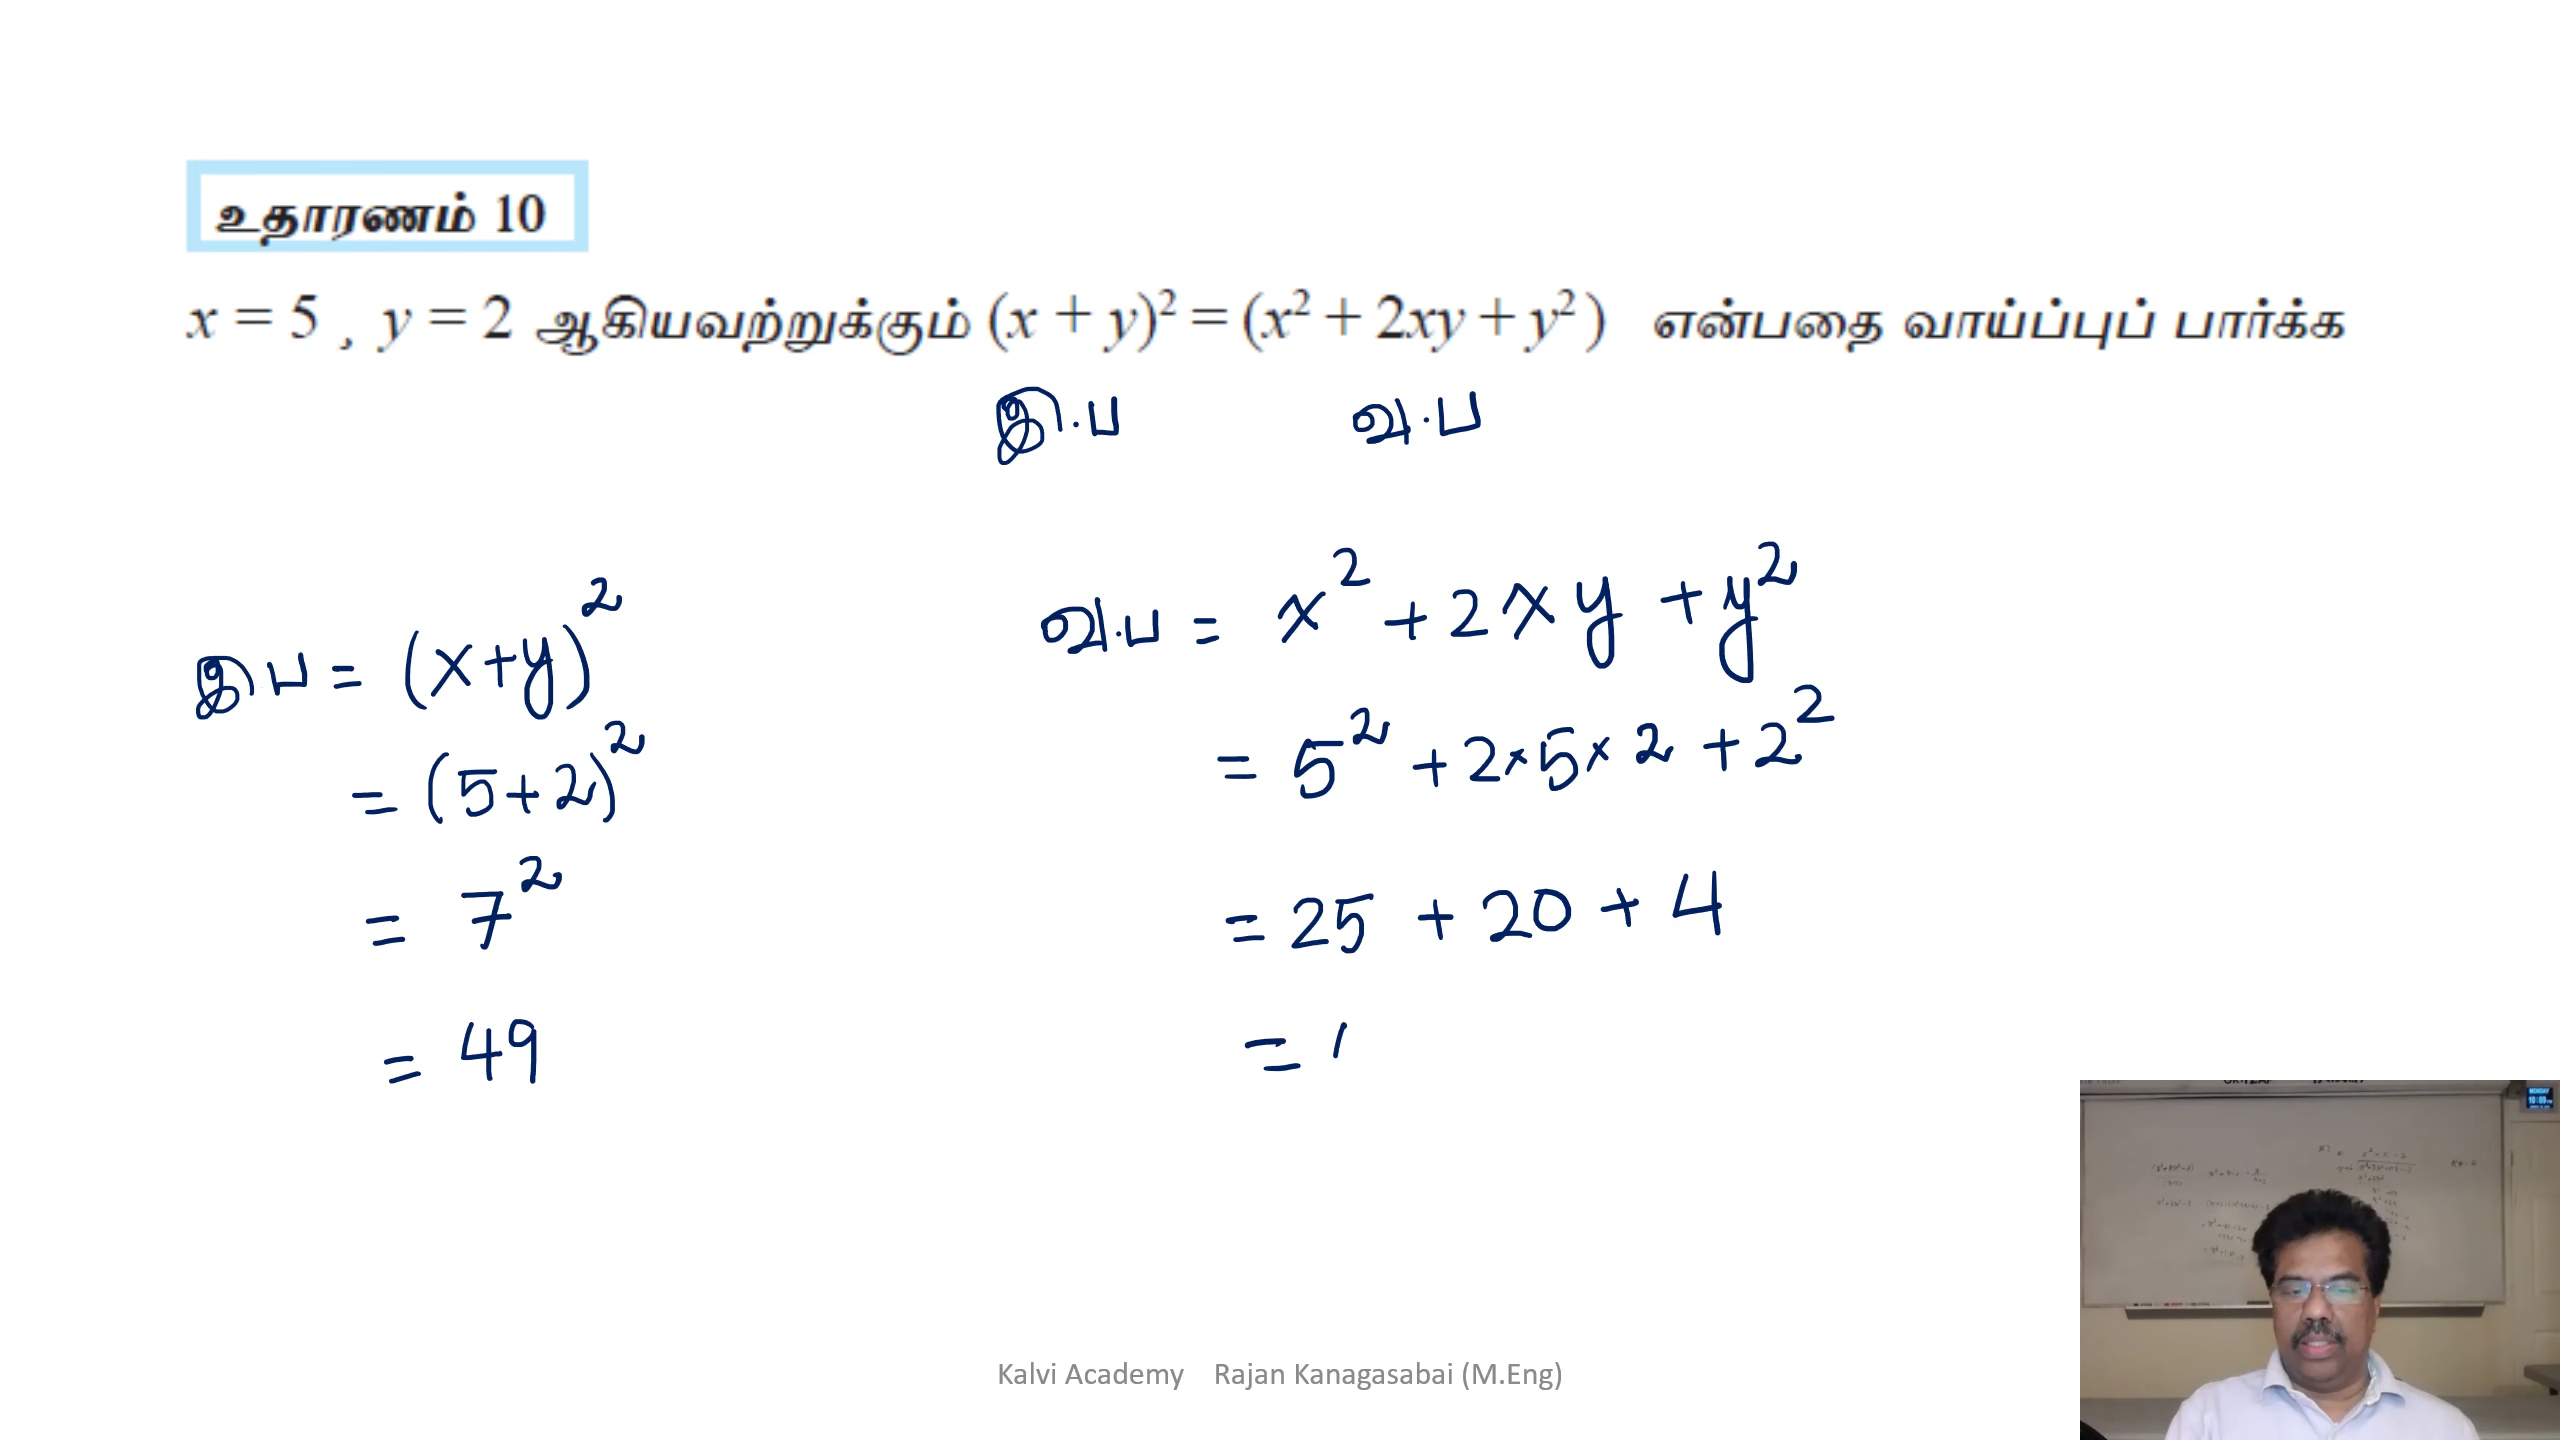 உதாரணம் 10
x = 5 , y = 2 ஆகியவற்றுக்கும் (x + y)² = (x² + 2xy + y²) என்பதை வாய்ப்புப் பார்க்க
இ.ப வ.ப
இ ப = (x+y)²
= (5+2)²
= 7²
= 49
வ.ப = x² + 2xy + y²
= 5² + 2×5×2 + 2²
= 25 + 20 + 4
=
Kalvi Academy Rajan Kanagasabai (M.Eng)